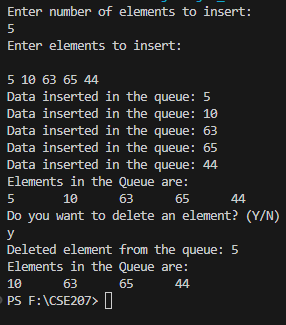 Enter number of elements to insert:
5
Enter elements to insert:
5 10 63 65 44
Data inserted in the queue: 5
Data inserted in the queue: 10
Data inserted in the queue: 63
Data inserted in the queue: 65
Data inserted in the queue: 44
Elements in the Queue are:
5 10 63 65 44
Do you want to delete an element? (Y/N)
y
Deleted element from the queue: 5
Elements in the Queue are:
10 63 65 44
PS F:\CSE207>